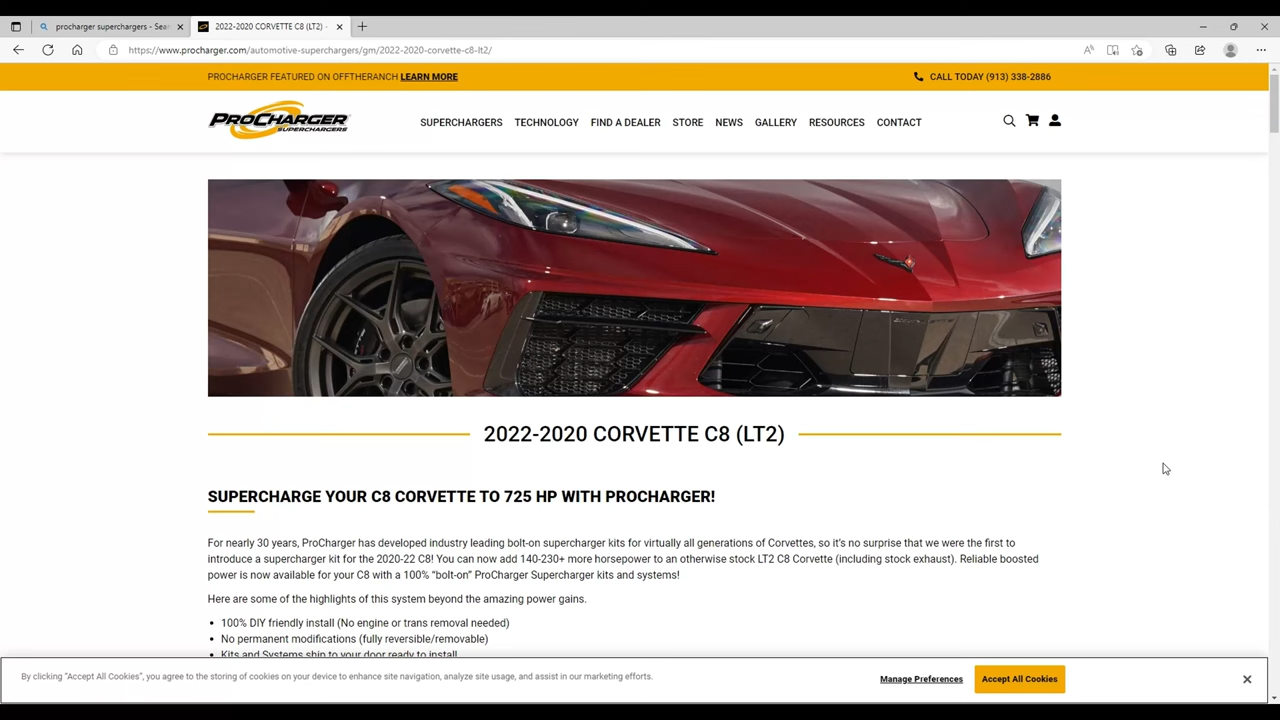 procharger superchargers - Sea
2022-2020 CORVETTE C8 (LT2) -
https://www.procharger.com/automotive-superchargers/gm/2022-2020-corvette-c8-lt2/
PROCHARGER FEATURED ON OFFTHERANCH LEARN MORE
CALL TODAY (913) 338-2886
PROCHARGER
SUPERCHARGERS
SUPERCHARGERS TECHNOLOGY FIND A DEALER STORE NEWS GALLERY RESOURCES CONTACT
2022-2020 CORVETTE C8 (LT2)
SUPERCHARGE YOUR C8 CORVETTE TO 725 HP WITH PROCHARGER!
For nearly 30 years, ProCharger has developed industry leading bolt-on supercharger kits for virtually all generations of Corvettes, so it's no surprise that we were the first to
introduce a supercharger kit for the 2020-22 C8! You can now add 140-230+ more horsepower to an otherwise stock LT2 C8 Corvette (including stock exhaust). Reliable boosted
power is now available for your C8 with a 100% “bolt-on” ProCharger Supercharger kits and systems!
Here are some of the highlights of this system beyond the amazing power gains.
• 100% DIY friendly install (No engine or trans removal needed)
• No permanent modifications (fully reversible/removable)
• Kits and Systems ship to your door ready to install
By clicking “Accept All Cookies”, you agree to the storing of cookies on your device to enhance site navigation, analyze site usage, and assist in our marketing efforts.
Manage Preferences
Accept All Cookies